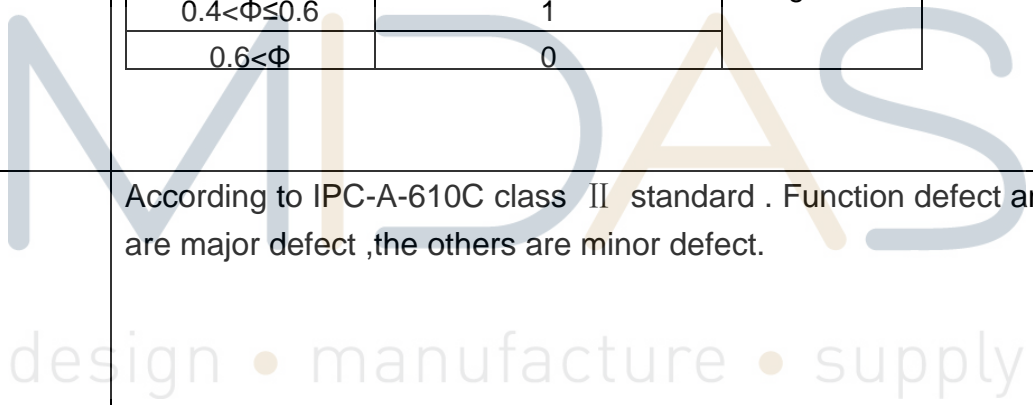 0.4<Φ≤0.6 1
0.6<Φ 0
According to IPC-A-610C class Ⅱ standard . Function defect
are major defect ,the others are minor defect.
MIDAS
design • manufacture • supply